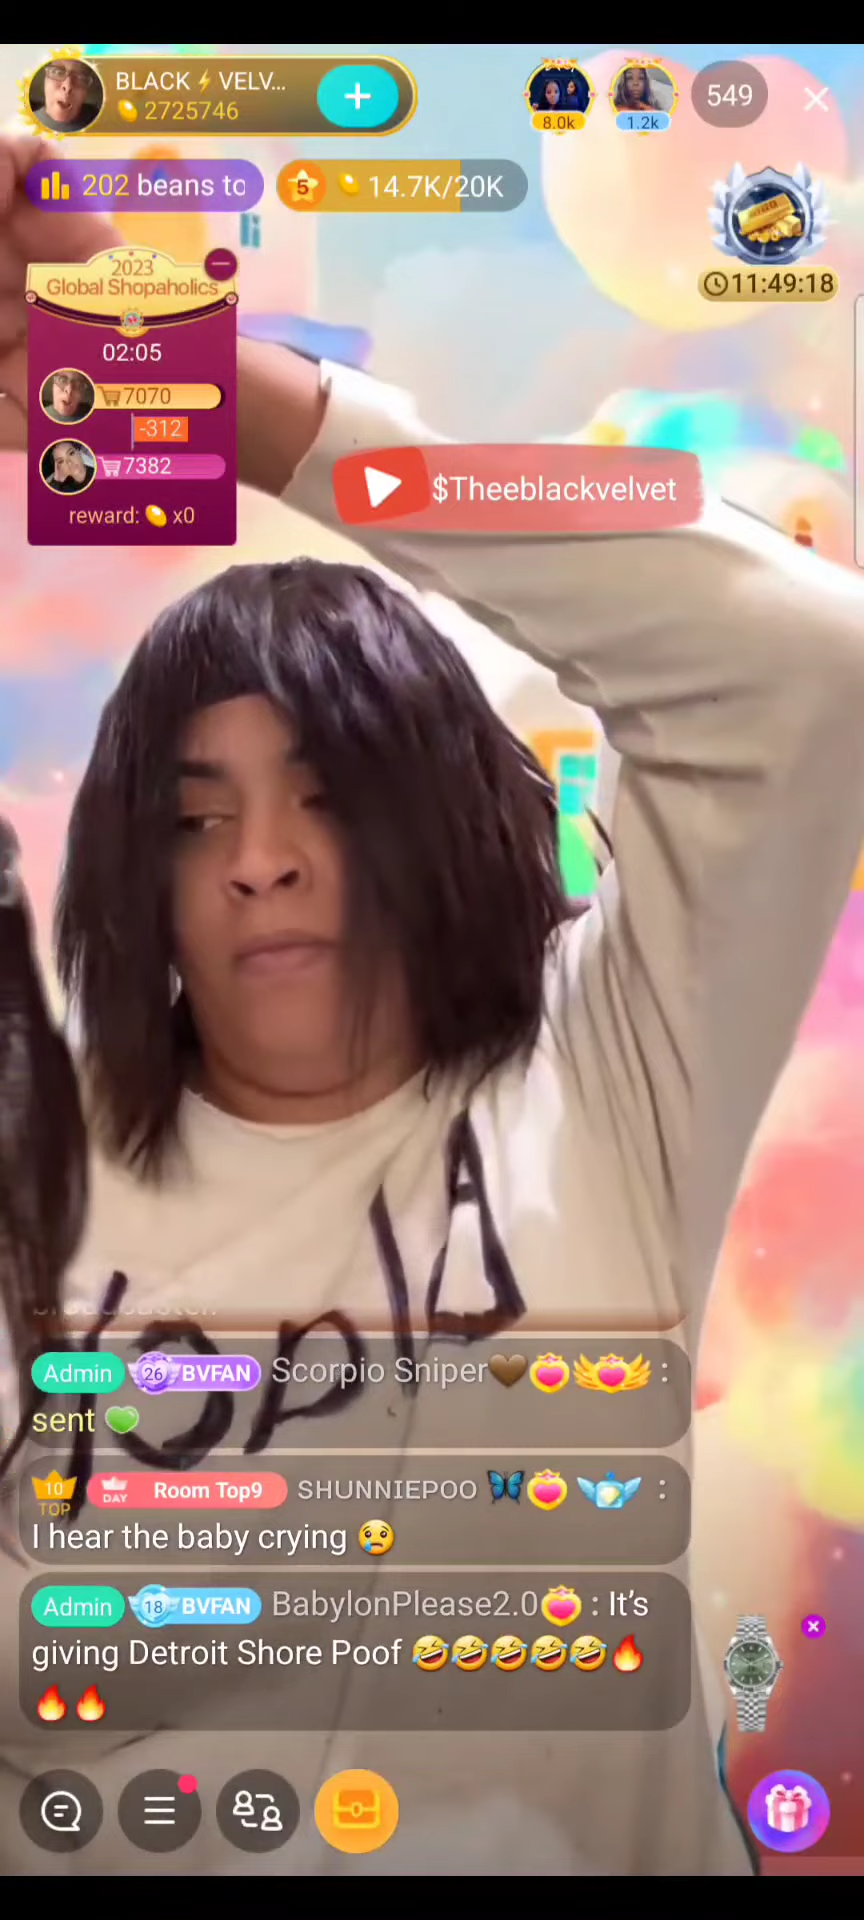 BLACK⚡VELV...
2725746
8.0k
1.2k
549
202 beans to
5
14.7K/20K
11:49:18
2023
Global Shopaholics
02:05
7070
-312
7382
reward: x0
$Theeblackvelvet
Admin 26 BVFAN Scorpio Sniper🤎 :
sent 💚
10 TOP DAY Room Top9 SHUNNIEPOO 🦋 :
I hear the baby crying 😢
Admin 18 BVFAN BabylonPlease2.0 : It’s
giving Detroit Shore Poof 🤣🤣🤣🤣🤣🔥
🔥🔥